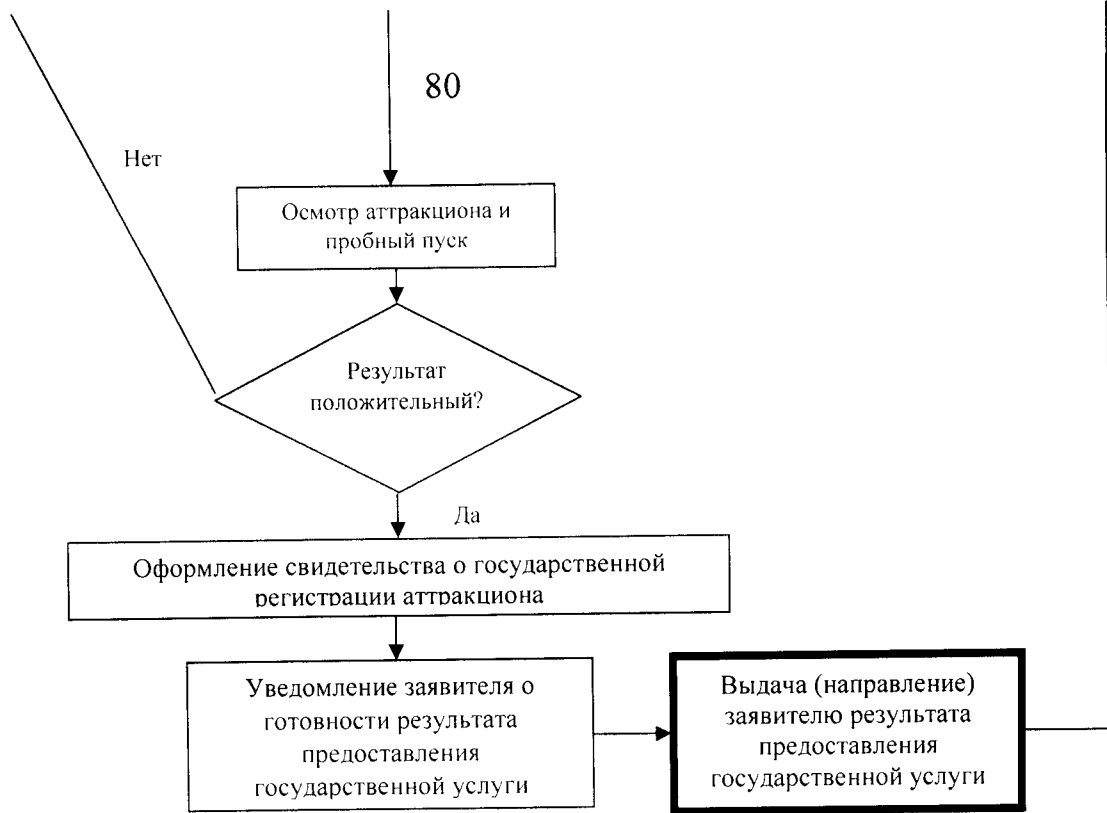 80
Нет
Осмотр аттракциона и
пробный пуск
Результат
положительный?
Да
Оформление свидетельства о государственной
регистрации аттракциона
Уведомление заявителя о
готовности результата
предоставления
государственной услуги
Выдача (направление)
заявителю результата
предоставления
государственной услуги